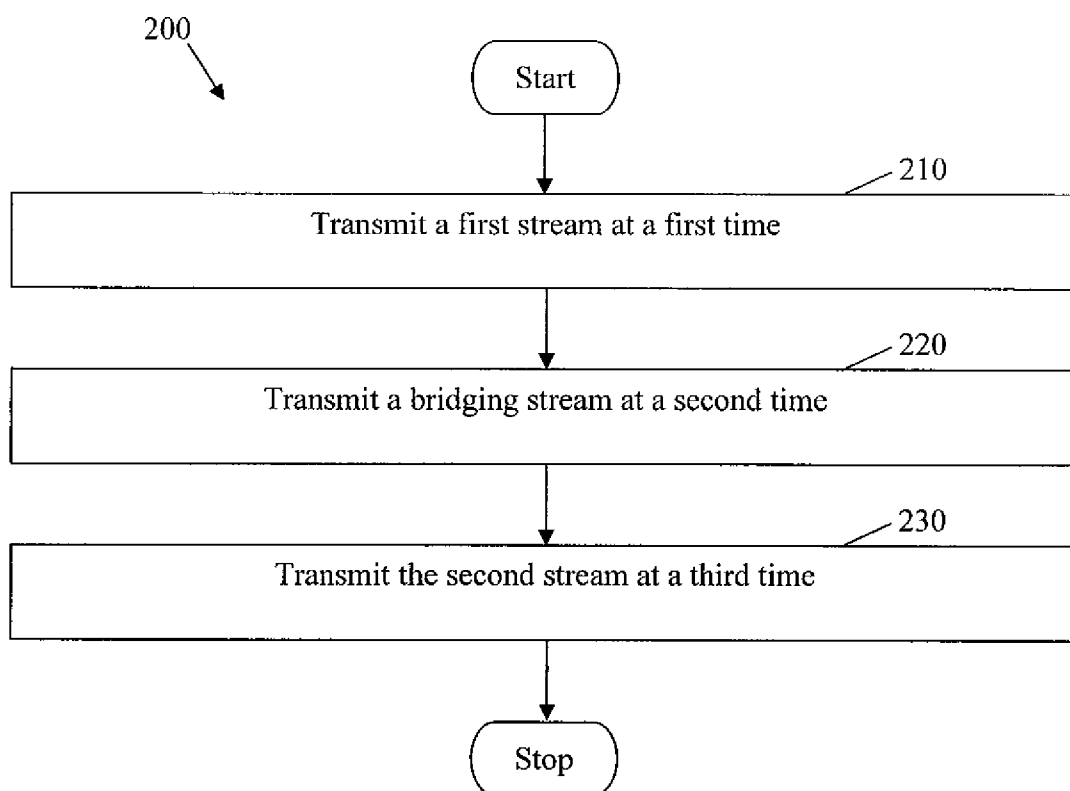 200
Start
210
Transmit a first stream at a first time
220
Transmit a bridging stream at a second time
230
Transmit the second stream at a third time
Stop